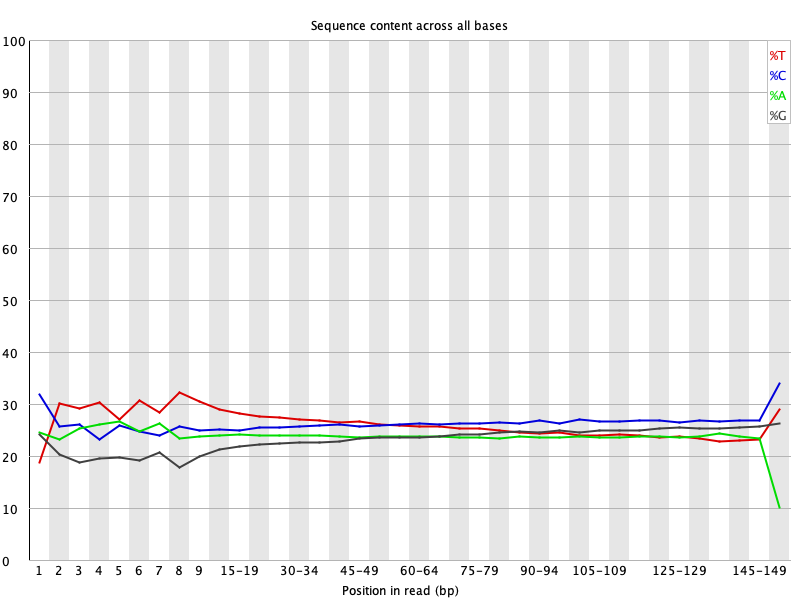 Sequence content across all bases
100
90
80
70
60
50
40
30
20
10
0
%T
%C
%A
%G
1 2 3 4 5 6 7 8 9 15-19 30-34 45-49 60-64 75-79 90-94 105-109 125-129 145-149
Position in read (bp)